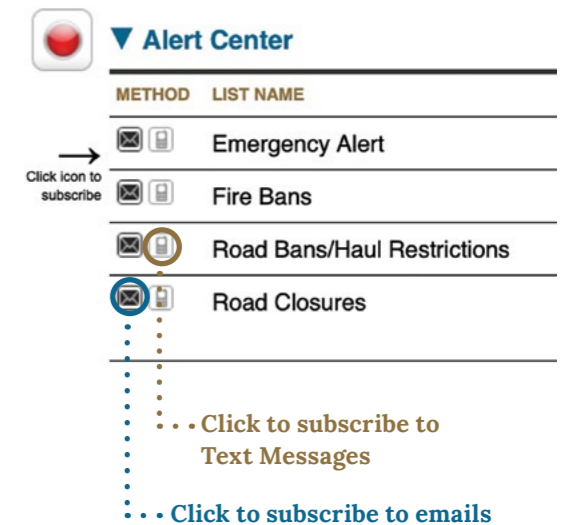 ▼ Alert Center
METHOD LIST NAME
Emergency Alert
Click icon to
subscribe
Fire Bans
Road Bans/Haul Restrictions
Road Closures
Click to subscribe to
Text Messages
Click to subscribe to emails